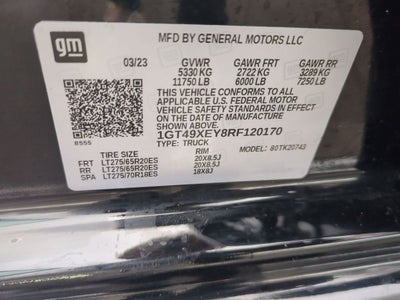 gm
MFD BY GENERAL MOTORS LLC
03/23 GVWR GAWR FRT GAWR RR
5330 KG 2722 KG 3289 KG
11750 LB 6000 LB 7250 LB
THIS VEHICLE CONFORMS TO ALL
APPLICABLE U.S. FEDERAL MOTOR
VEHICLE SAFETY STANDARDS IN EFFECT
ON THE DATE OF MANUFACTURE
SHOWN ABOVE.
8555 1GT49XEY8RF120170
TYPE: TRUCK MODEL: 80TK20743
TIRE SIZE RIM
FRT LT275/65R20ES 20X8.5J
RR LT275/65R20ES 20X8.5J
SPA LT275/70R18ES 18X8J